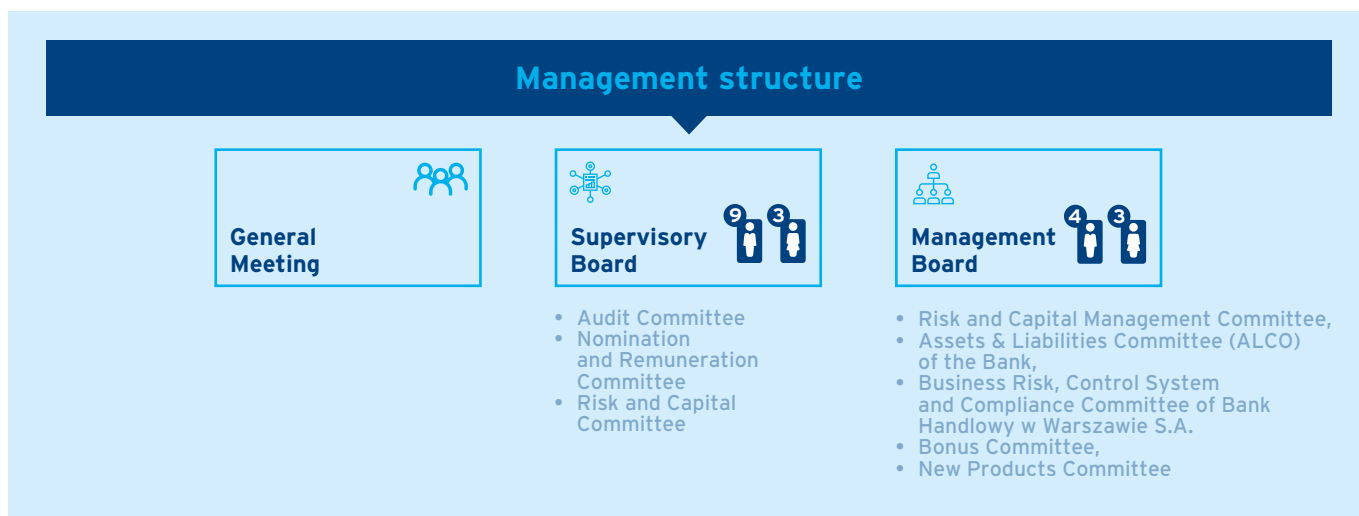 Management structure
General
Meeting
Supervisory
Board
9
3
• Audit Committee
• Nomination
and Remuneration
Committee
• Risk and Capital
Committee
Management
Board
4
3
• Risk and Capital Management Committee,
• Assets & Liabilities Committee (ALCO)
of the Bank,
• Business Risk, Control System
and Compliance Committee of Bank
Handlowy w Warszawie S.A.
• Bonus Committee,
• New Products Committee